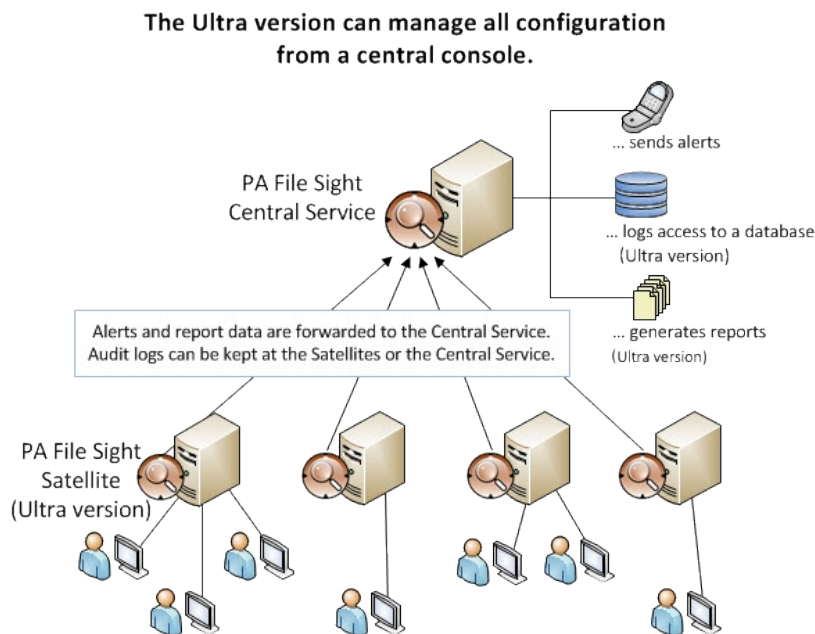 The Ultra version can manage all configuration
from a central console.
PA File Sight
Central Service
... sends alerts
... logs access to a database
(Ultra version)
... generates reports
(Ultra version)
Alerts and report data are forwarded to the Central Service.
Audit logs can be kept at the Satellites or the Central Service.
PA File Sight
Satellite
(Ultra version)